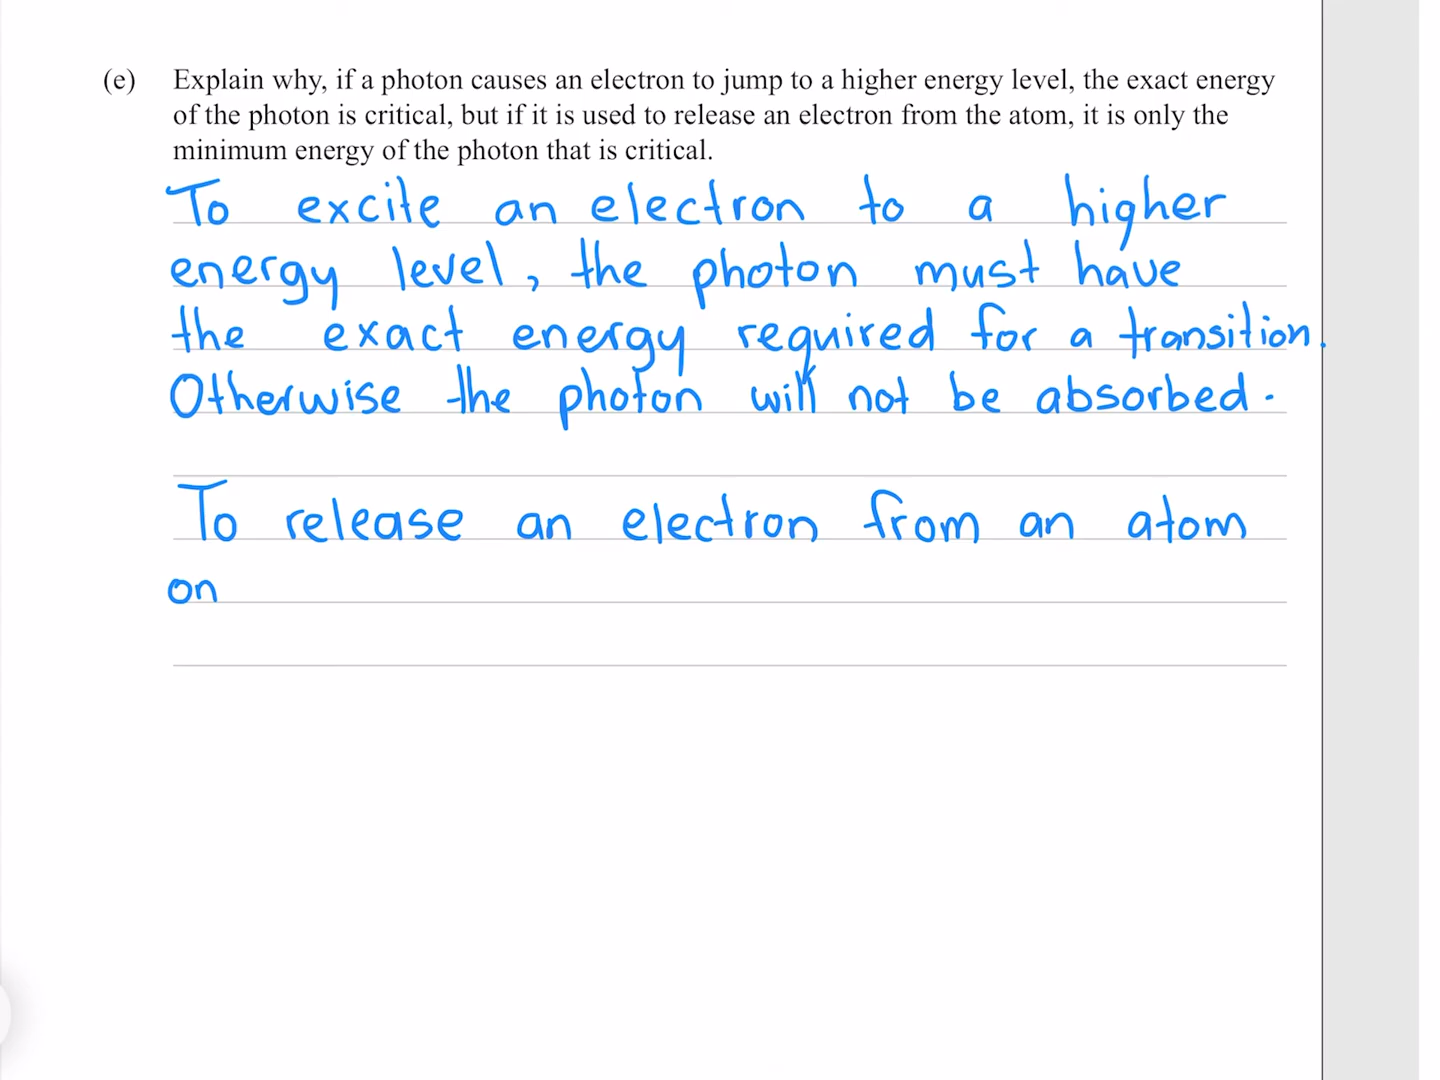 (e) Explain why, if a photon causes an electron to jump to a higher energy level, the exact energy
of the photon is critical, but if it is used to release an electron from the atom, it is only the
minimum energy of the photon that is critical.
To excite an electron to a higher
energy level, the photon must have
the exact energy required for a transition.
Otherwise the photon will not be absorbed.
To release an electron from an atom
on